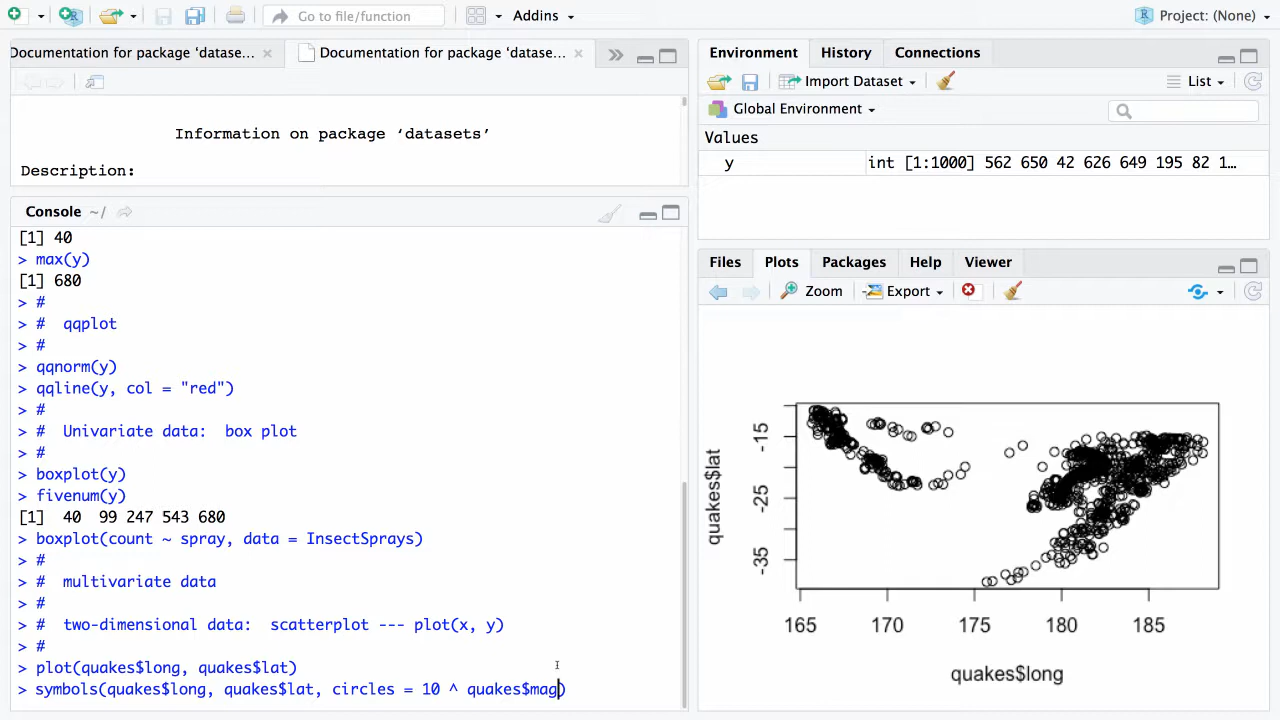 Go to file/function
Addins
Project: (None)
Documentation for package ‘datase...
Documentation for package ‘datase...
Information on package ‘datasets’
Description:
Console ~/
[1] 40
> max(y)
[1] 680
> #
> #  qqplot
> #
> qqnorm(y)
> qqline(y, col = "red")
> #
> #  Univariate data:  box plot
> #
> boxplot(y)
> fivenum(y)
[1]  40  99 247 543 680
> boxplot(count ~ spray, data = InsectSprays)
> #
> #  multivariate data
> #
> #  two-dimensional data:  scatterplot --- plot(x, y)
> #
> plot(quakes$long, quakes$lat)
> symbols(quakes$long, quakes$lat, circles = 10 ^ quakes$mag)
Environment History Connections
Import Dataset
List
Global Environment
Values
y int [1:1000] 562 650 42 626 649 195 82 1…
Files Plots Packages Help Viewer
Zoom Export
quakes$lat
-15
-25
-35
165 170 175 180 185
quakes$long